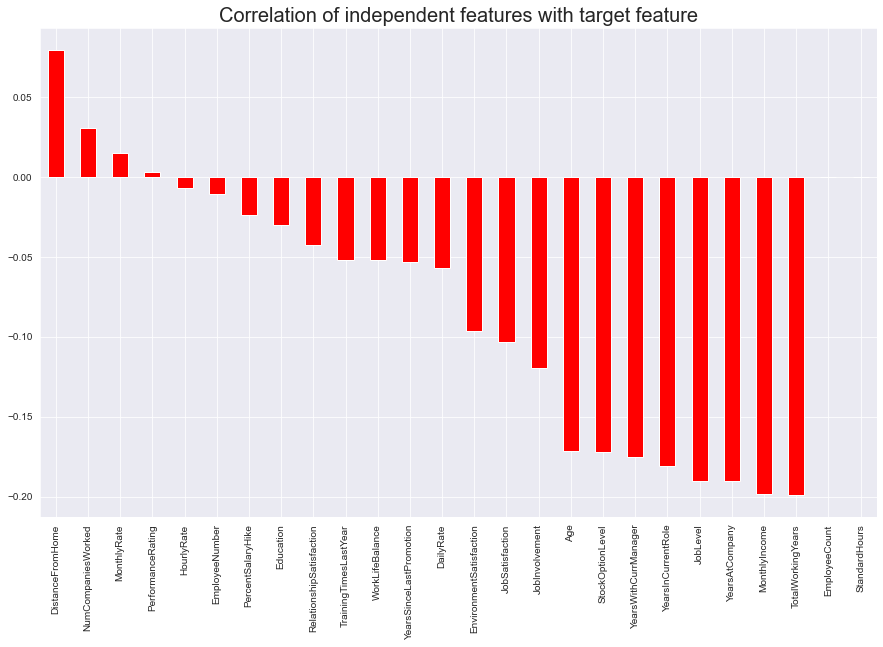 Correlation of independent features with target feature
0.05
0.00
−0.05
−0.10
−0.15
−0.20
DistanceFromHome
NumCompaniesWorked
MonthlyRate
PerformanceRating
HourlyRate
EmployeeNumber
PercentSalaryHike
Education
RelationshipSatisfaction
TrainingTimesLastYear
WorkLifeBalance
YearsSinceLastPromotion
DailyRate
EnvironmentSatisfaction
JobSatisfaction
JobInvolvement
Age
StockOptionLevel
YearsWithCurrManager
YearsInCurrentRole
JobLevel
YearsAtCompany
MonthlyIncome
TotalWorkingYears
EmployeeCount
StandardHours